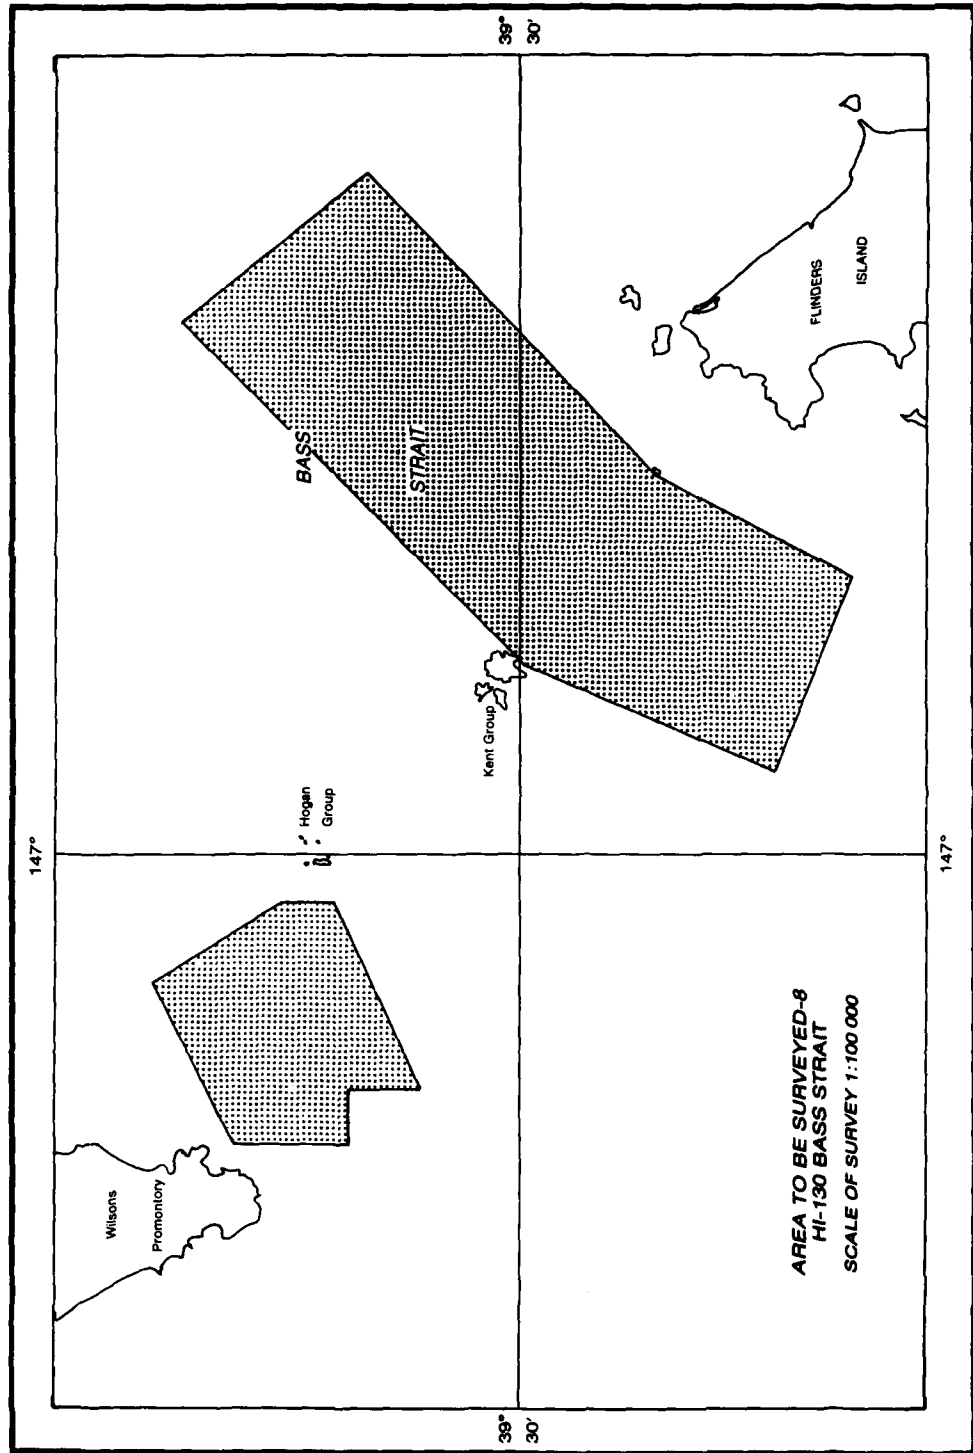 147°
Wilsons
Promontory
Hogan
Group
Kent Group
BASS
STRAIT
39°
30'
39°
30'
FLINDERS
ISLAND
147°
AREA TO BE SURVEYED-8
HI-130 BASS STRAIT
SCALE OF SURVEY 1:100 000